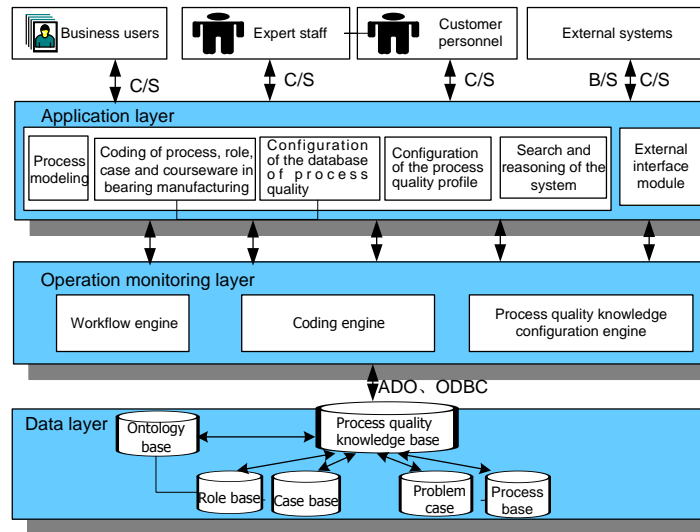 Business users
Expert staff
Customer
personnel
External systems
C/S
C/S
C/S
B/S
C/S
Application layer
Process
modeling
Coding of process, role,
case and courseware in
bearing manufacturing
Configuration
of the database
of process
quality
Configuration
of the process
quality profile
Search and
reasoning of the
system
External
interface
module
Operation monitoring layer
Workflow engine
Coding engine
Process quality knowledge
configuration engine
ADO、ODBC
Data layer
Ontology
base
Process quality
knowledge base
Role base
Case base
Problem
case
Process
base